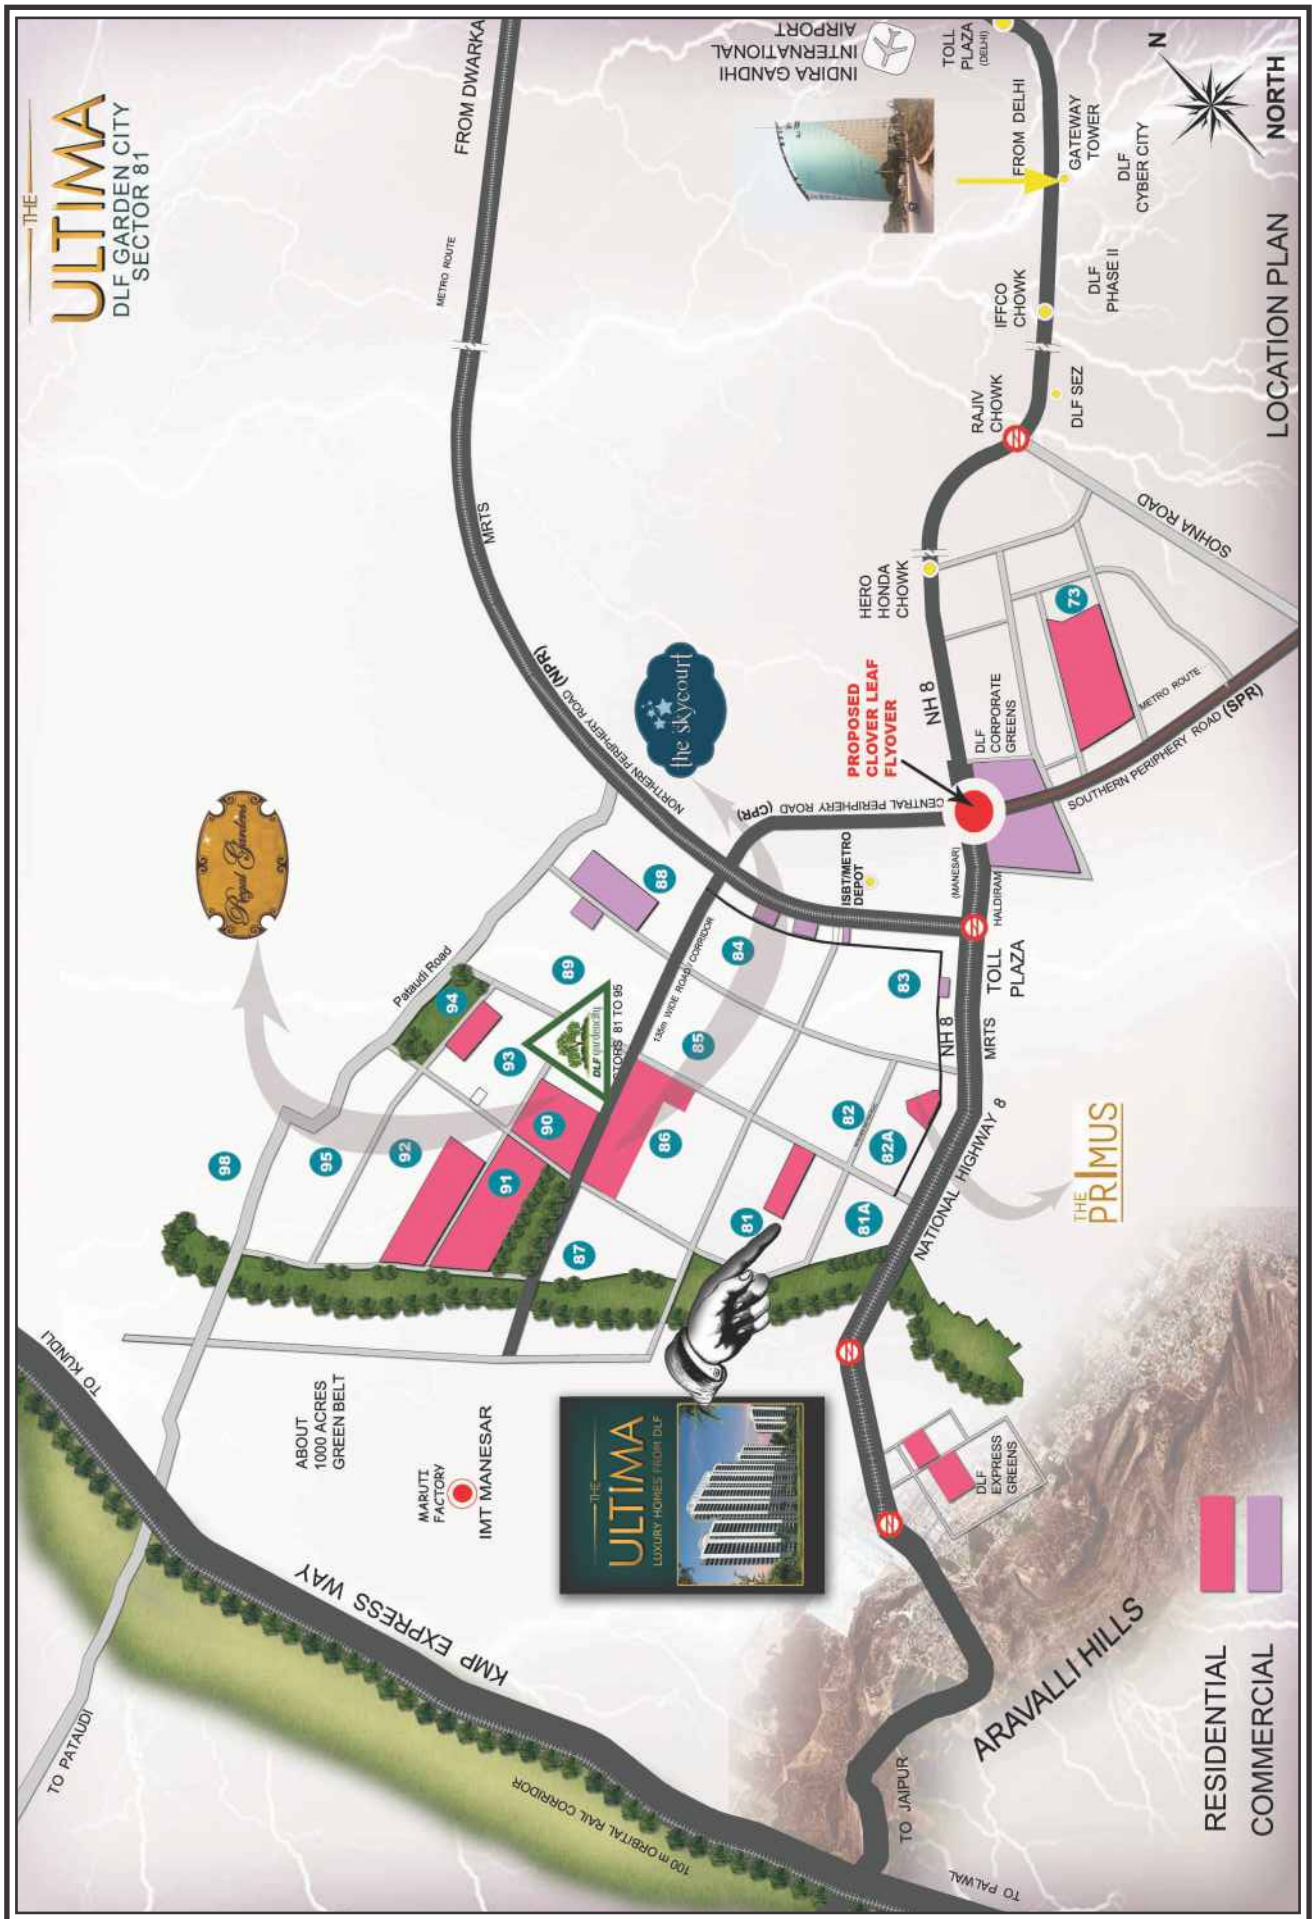 THE
ULTIMA
DLF GARDEN CITY
SECTOR 81
FROM DWARKA
METRO ROUTE
MRTS
NORTHERN PERIPHERY ROAD (NPR)
INDIRA GANDHI
INTERNATIONAL
AIRPORT
TOLL
PLAZA
(DELHI)
FROM DELHI
GATEWAY
TOWER
DLF
CYBER CITY
N
NORTH
IFFCO
CHOWK
DLF
PHASE II
RAJIV
CHOWK
DLF SEZ
LOCATION PLAN
HERO
HONDA
CHOWK
SOHNA ROAD
73
NH 8
DLF
CORPORATE
GREENS
METRO ROUTE
SOUTHERN PERIPHERY ROAD (SPR)
PROPOSED
CLOVER LEAF
FLYOVER
the skycourt
CENTRAL PERIPHERY ROAD (CPR)
ISBT/METRO
DEPOT
(MANESAR)
HALDIRAM
TOLL
PLAZA
Royal Gardens
Pataudi Road
88
89
94
93
DLF gardencity
CTORS 81 TO 95
135m WIDE ROAD / CORRIDOR
84
83
85
NH 8
MRTS
98
95
92
90
91
86
82
82A
87
81
81A
NATIONAL HIGHWAY 8
THE
PRIMUS
TO KUNDLI
ABOUT
1000 ACRES
GREEN BELT
MARUTI
FACTORY
IMT MANESAR
THE
ULTIMA
LUXURY HOMES FROM DLF
DLF
EXPRESS
GREENS
KMP EXPRESS WAY
TO PATAUDI
100 m ORBITAL RAIL CORRIDOR
ARAVALLI HILLS
TO JAIPUR
TO PALWAL
RESIDENTIAL
COMMERCIAL